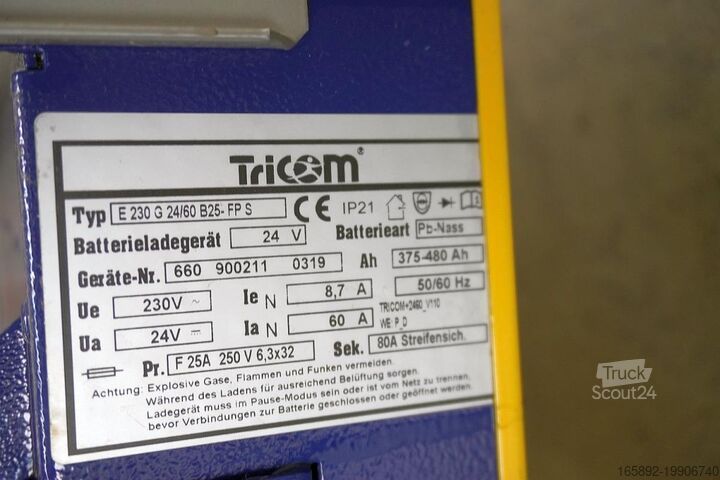 TriCOM®
Typ E 230 G 24/60 B25- FP S CE IP21
Batterieladegerät 24 V Batterieart Pb-Nass
Geräte-Nr. 660 900211 0319 Ah 375-480 Ah
Ue 230V ~ Ie N 8,7 A 50/60 Hz
TRICOM+2460_V110
Ua 24V Ia N 60 A WE: P_D
Pr. F 25A 250 V 6,3x32 Sek. 80A Streifensich.
Achtung: Explosive Gase, Flammen und Funken vermeiden.
Während des Ladens für ausreichend Belüftung sorgen.
Ladegerät muss im Pause-Modus sein oder ist vom Netz zu trennen,
bevor Verbindungen zur Batterie geschlossen oder geöffnet werden.
Truck
Scout24
165892-19906740